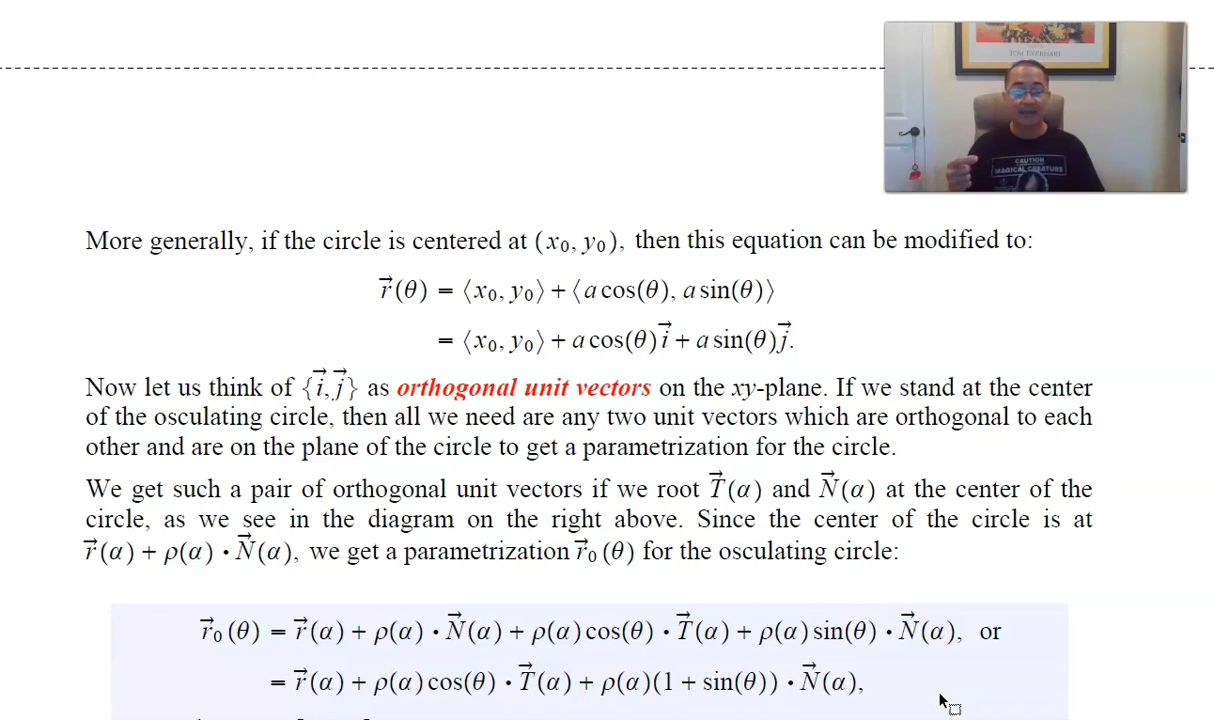 TOM EVERHART
CAUTION
MAGICAL CREATURE
More generally, if the circle is centered at (x₀, y₀), then this equation can be modified to:
r⃗(θ) = ⟨x₀, y₀⟩ + ⟨a cos(θ), a sin(θ)⟩
= ⟨x₀, y₀⟩ + a cos(θ)i⃗ + a sin(θ)j⃗.
Now let us think of {i⃗, j⃗} as orthogonal unit vectors on the xy-plane. If we stand at the center
of the osculating circle, then all we need are any two unit vectors which are orthogonal to each
other and are on the plane of the circle to get a parametrization for the circle.
We get such a pair of orthogonal unit vectors if we root T⃗(α) and N⃗(α) at the center of the
circle, as we see in the diagram on the right above. Since the center of the circle is at
r⃗(α) + ρ(α) • N⃗(α), we get a parametrization r⃗₀(θ) for the osculating circle:
r⃗₀(θ) = r⃗(α) + ρ(α) • N⃗(α) + ρ(α) cos(θ) • T⃗(α) + ρ(α) sin(θ) • N⃗(α), or
= r⃗(α) + ρ(α) cos(θ) • T⃗(α) + ρ(α)(1 + sin(θ)) • N⃗(α),